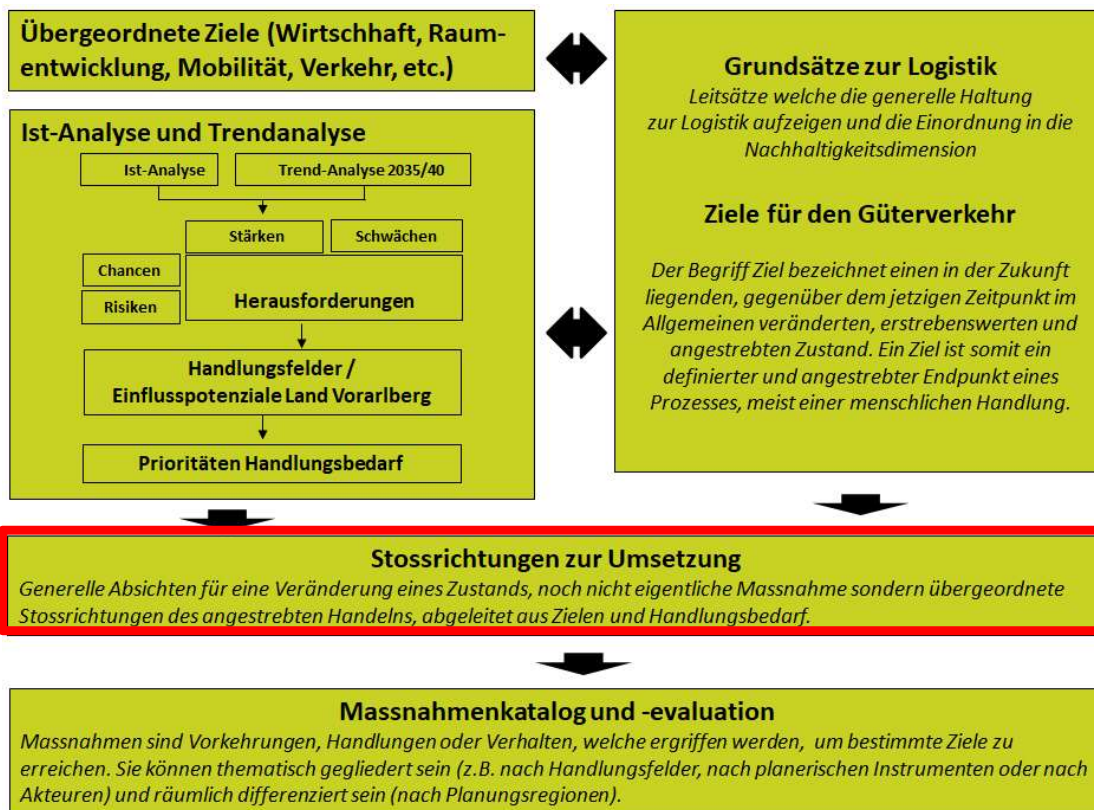 Übergeordnete Ziele (Wirtschhaft, Raum-
entwicklung, Mobilität, Verkehr, etc.)
Ist-Analyse und Trendanalyse
Ist-Analyse
Trend-Analyse 2035/40
Stärken
Schwächen
Chancen
Risiken
Herausforderungen
Handlungsfelder /
Einflusspotenziale Land Vorarlberg
Prioritäten Handlungsbedarf
Grundsätze zur Logistik
Leitsätze welche die generelle Haltung
zur Logistik aufzeigen und die Einordnung in die
Nachhaltigkeitsdimension
Ziele für den Güterverkehr
Der Begriff Ziel bezeichnet einen in der Zukunft
liegenden, gegenüber dem jetzigen Zeitpunkt im
Allgemeinen veränderten, erstrebenswerten und
angestrebten Zustand. Ein Ziel ist somit ein
definierter und angestrebter Endpunkt eines
Prozesses, meist einer menschlichen Handlung.
Stossrichtungen zur Umsetzung
Generelle Absichten für eine Veränderung eines Zustands, noch nicht eigentliche Massnahme sondern übergeordnete
Stossrichtungen des angestrebten Handelns, abgeleitet aus Zielen und Handlungsbedarf.
Massnahmenkatalog und -evaluation
Massnahmen sind Vorkehrungen, Handlungen oder Verhalten, welche ergriffen werden, um bestimmte Ziele zu
erreichen. Sie können thematisch gegliedert sein (z.B. nach Handlungsfelder, nach planerischen Instrumenten oder nach
Akteuren) und räumlich differenziert sein (nach Planungsregionen).